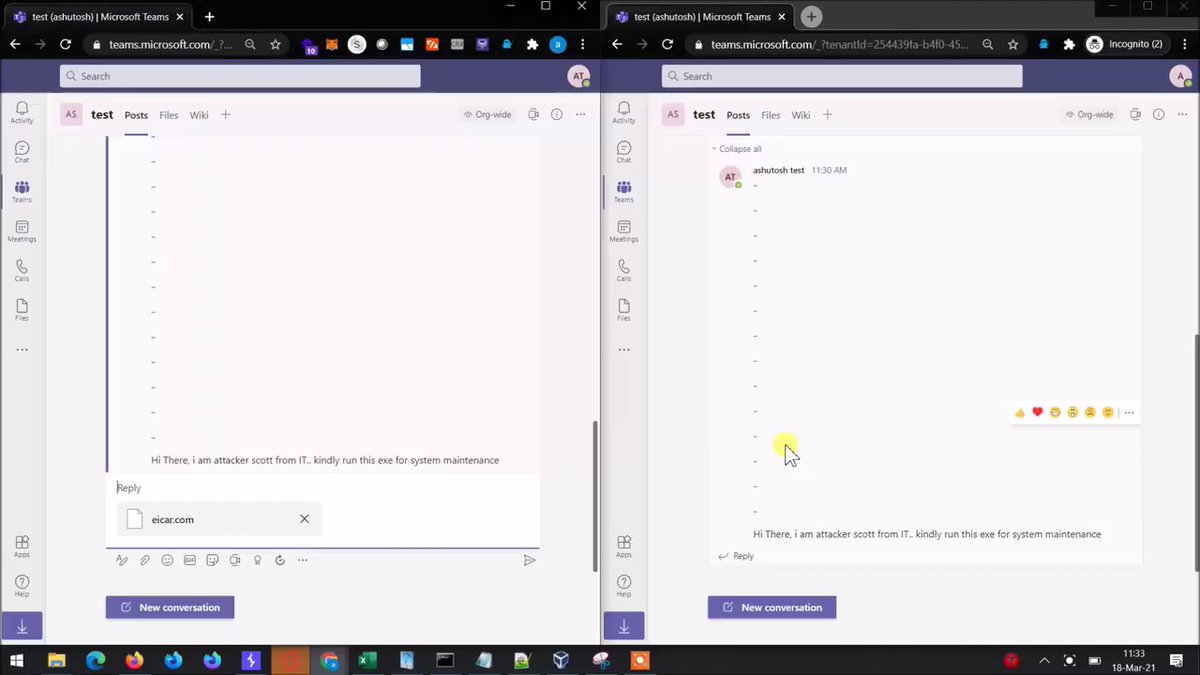 test (ashutosh) | Microsoft Teams
teams.microsoft.com/_?...
10
S
CRX
a
Search
AT
Activity
Chat
Teams
Meetings
Calls
Files
...
Apps
Help
AS test Posts Files Wiki
Org-wide
..
..
..
..
..
..
..
..
..
..
..
..
..
Hi There, i am attacker scott from IT.. kindly run this exe for system maintenance
Reply
eicar.com
GIF
New conversation
test (ashutosh) | Microsoft Teams
teams.microsoft.com/_?tenantId=254439fa-b4f0-45...
Incognito (2)
Search
A
Activity
Chat
Teams
Meetings
Calls
Files
...
Apps
Help
AS test Posts Files Wiki
Org-wide
Collapse all
AT ashutosh test 11:30 AM
..
..
..
..
..
..
..
..
..
..
..
..
..
..
Hi There, i am attacker scott from IT.. kindly run this exe for system maintenance
Reply
New conversation
11:33
18-Mar-21